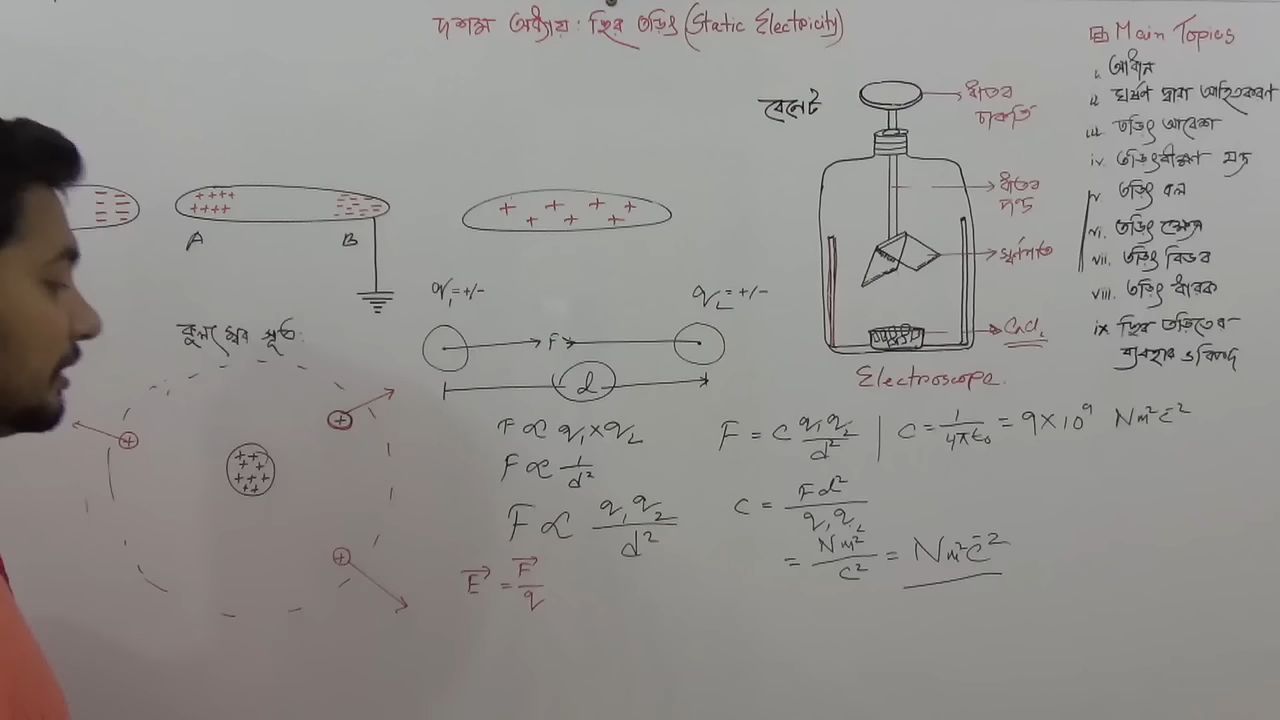 দশম অধ্যায়: স্থির তড়িৎ (Static Electricity)
Main Topics
i. আধান
ii. ঘর্ষণ দ্বারা আহিতকরণ
iii. তড়িৎ আবেশ
iv. তড়িৎবীক্ষণ যন্ত্র
v. তড়িৎ বল
vi. তড়িৎ ক্ষেত্র
vii. তড়িৎ বিভব
viii. তড়িৎ ধারক
ix স্থির তড়িতের
ব্যবহার ও বিপদ
ধাতব
চাকতি
ধাতব
দণ্ড
স্বর্ণপাত
Electroscope
A B
q₁=+/- q₂=+/-
F
d
কুলম্বের সূত্র:
F ∝ q₁×q₂
F ∝ 1/d²
F ∝ q₁q₂/d²
E⃗ = F⃗/q
F = C q₁q₂/d² | C = 1/4πε₀ = 9×10⁹ Nm²C⁻²
C = Fd²/q₁q₂
= Nm²/C² = Nm²C⁻²